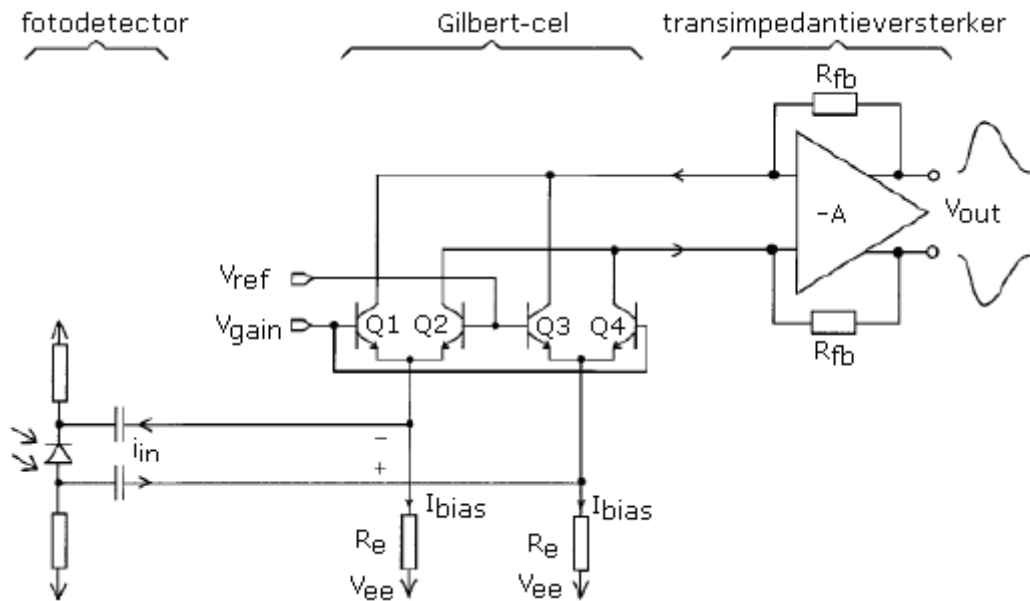 fotodetector
Gilbert-cel
transimpedantieversterker
Rfb
-A
Vout
Rfb
Vref
Vgain
Q1
Q2
Q3
Q4
iin
-
+
Ibias
Ibias
Re
Re
Vee
Vee